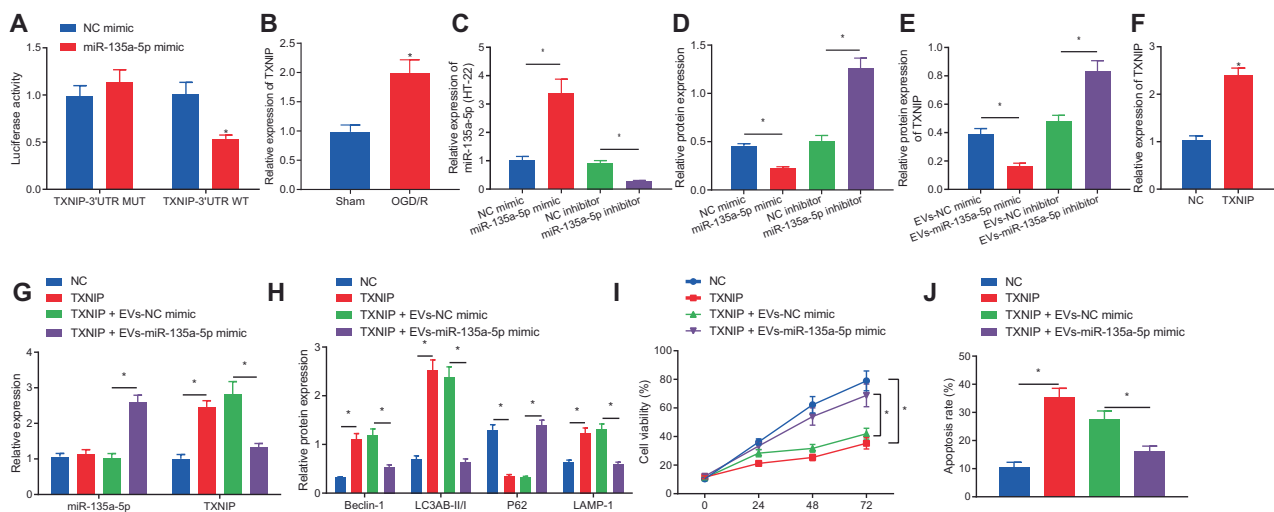 A
NC mimic
miR-135a-5p mimic
Luciferase activity
1.5
1.0
0.5
0.0
TXNIP-3'UTR MUT
TXNIP-3'UTR WT
*
B
Relative expression of TXNIP
2.5
2.0
1.5
1.0
0.5
0.0
*
Sham
OGD/R
C
Relative expression of
miR-135a-5p (HT-22)
5
4
3
2
1
0
*
*
NC mimic
miR-135a-5p mimic
NC inhibitor
miR-135a-5p inhibitor
D
Relative protein expression
2.0
1.5
1.0
0.5
0.0
*
*
NC mimic
miR-135a-5p mimic
NC inhibitor
miR-135a-5p inhibitor
E
Relative protein expression
of TXNIP
1.0
0.8
0.6
0.4
0.2
0.0
*
*
EVs-NC mimic
EVs-miR-135a-5p mimic
EVs-NC inhibitor
EVs-miR-135a-5p inhibitor
F
Relative expression of TXNIP
3
2
1
0
*
NC
TXNIP
G
NC
TXNIP
TXNIP + EVs-NC mimic
TXNIP + EVs-miR-135a-5p mimic
Relative expression
4
3
2
1
0
*
*
*
miR-135a-5p
TXNIP
H
NC
TXNIP
TXNIP + EVs-NC mimic
TXNIP + EVs-miR-135a-5p mimic
Relative protein expression
3
2
1
0
*
*
*
*
*
*
*
*
Beclin-1
LC3AB-II/I
P62
LAMP-1
I
NC
TXNIP
TXNIP + EVs-NC mimic
TXNIP + EVs-miR-135a-5p mimic
Cell viability (%)
100
80
60
40
20
0
*
*
0
24
48
72
J
NC
TXNIP
TXNIP + EVs-NC mimic
TXNIP + EVs-miR-135a-5p mimic
Apoptosis rate (%)
50
40
30
20
10
0
*
*